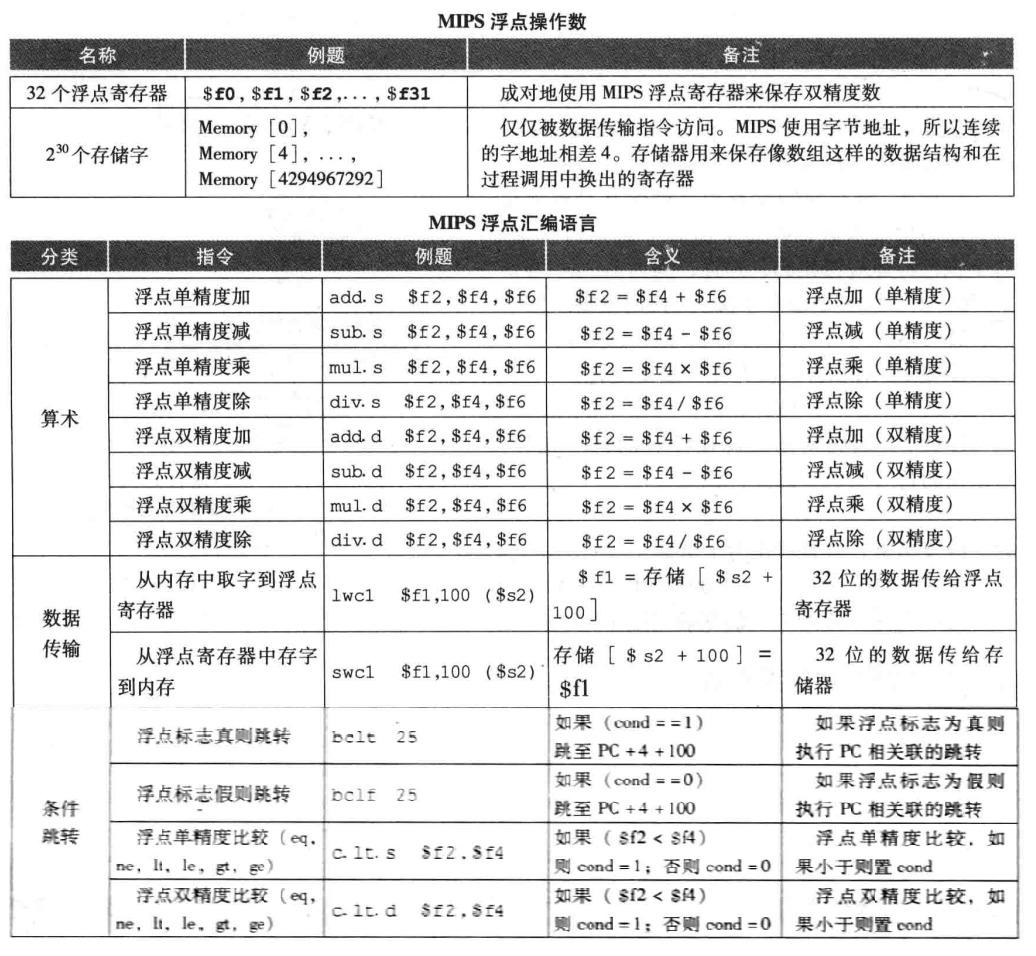 MIPS 浮点操作数
名称 例题 备注
32 个浮点寄存器 $f0, $f1, $f2,..., $f31 成对地使用 MIPS 浮点寄存器来保存双精度数
2³⁰个存储字 Memory [0], 仅仅被数据传输指令访问。MIPS 使用字节地址，所以连续
Memory [4], ..., 的字地址相差 4。存储器用来保存像数组这样的数据结构和在
Memory [4294967292] 过程调用中换出的寄存器
MIPS 浮点汇编语言
分类 指令 例题 含义 备注
算术
浮点单精度加 add.s $f2,$f4,$f6 $f2 = $f4 + $f6 浮点加（单精度）
浮点单精度减 sub.s $f2,$f4,$f6 $f2 = $f4 - $f6 浮点减（单精度）
浮点单精度乘 mul.s $f2,$f4,$f6 $f2 = $f4 × $f6 浮点乘（单精度）
浮点单精度除 div.s $f2,$f4,$f6 $f2 = $f4 / $f6 浮点除（单精度）
浮点双精度加 add.d $f2,$f4,$f6 $f2 = $f4 + $f6 浮点加（双精度）
浮点双精度减 sub.d $f2,$f4,$f6 $f2 = $f4 - $f6 浮点减（双精度）
浮点双精度乘 mul.d $f2,$f4,$f6 $f2 = $f4 × $f6 浮点乘（双精度）
浮点双精度除 div.d $f2,$f4,$f6 $f2 = $f4 / $f6 浮点除（双精度）
数据
传输
从内存中取字到浮点
寄存器
lwc1 $f1,100 ($s2)
$f1 = 存储 [ $s2 +
100]
32 位的数据传给浮点
寄存器
从浮点寄存器中存字
到内存
swc1 $f1,100 ($s2)
存储 [ $s2 + 100 ] =
$f1
32 位的数据传给存
储器
条件
跳转
浮点标志真则跳转
bclt 25
如果（cond ==1）
跳至 PC +4 +100
如果浮点标志为真则
执行 PC 相关联的跳转
浮点标志假则跳转
bclf 25
如果（cond ==0）
跳至 PC +4 +100
如果浮点标志为假则
执行 PC 相关联的跳转
浮点单精度比较（eq,
ne, lt, le, gt, ge）
c.lt.s $f2,$f4
如果（ $f2 < $f4）
则 cond =1；否则 cond =0
浮点单精度比较，如
果小于则置 cond
浮点双精度比较（eq,
ne, lt, le, gt, ge）
c.lt.d $f2,$f4
如果（ $f2 < $f4）
则 cond =1；否则 cond =0
浮点双精度比较，如
果小于则置 cond